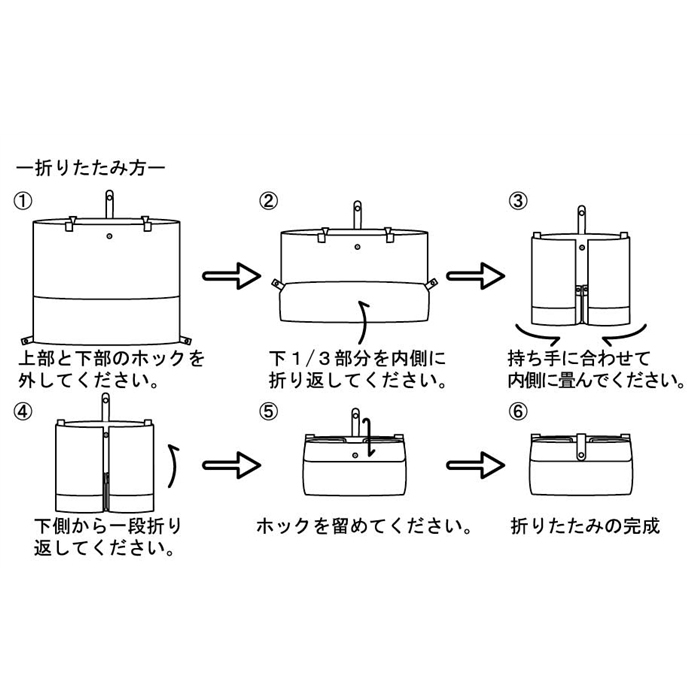 ー折りたたみ方ー
①
②
③
上部と下部のホックを
外してください。
下1/3部分を内側に
折り返してください。
持ち手に合わせて
内側に畳んでください。
④
⑤
⑥
下側から一段折り
返してください。
ホックを留めてください。
折りたたみの完成